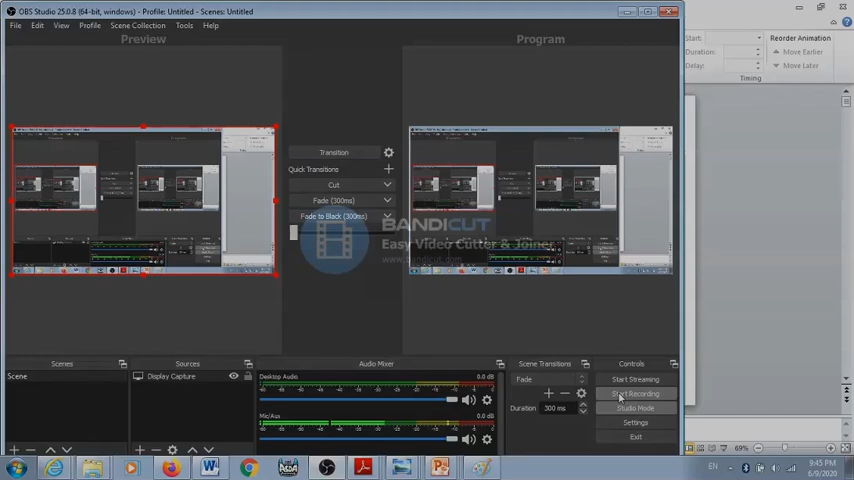 OBS Studio 25.0.8 (64-bit, windows) - Profile: Untitled - Scenes: Untitled
File Edit View Profile Scene Collection Tools Help
Preview
Program
Start:
Reorder Animation
Duration:
Move Earlier
Delay:
Move Later
Timing
Transition
Quick Transitions
Cut
Fade (300ms)
Fade to Black (300ms)
BANDICUT
Easy Video Cutter & Joiner
www.bandicut.com
Scenes
Sources
Audio Mixer
Scene Transitions
Controls
Scene
Display Capture
Desktop Audio
0.0 dB
Mic/Aux
0.0 dB
Fade
Duration 300 ms
Start Streaming
Start Recording
Studio Mode
Settings
Exit
69%
EN
9:45 PM
6/9/2020